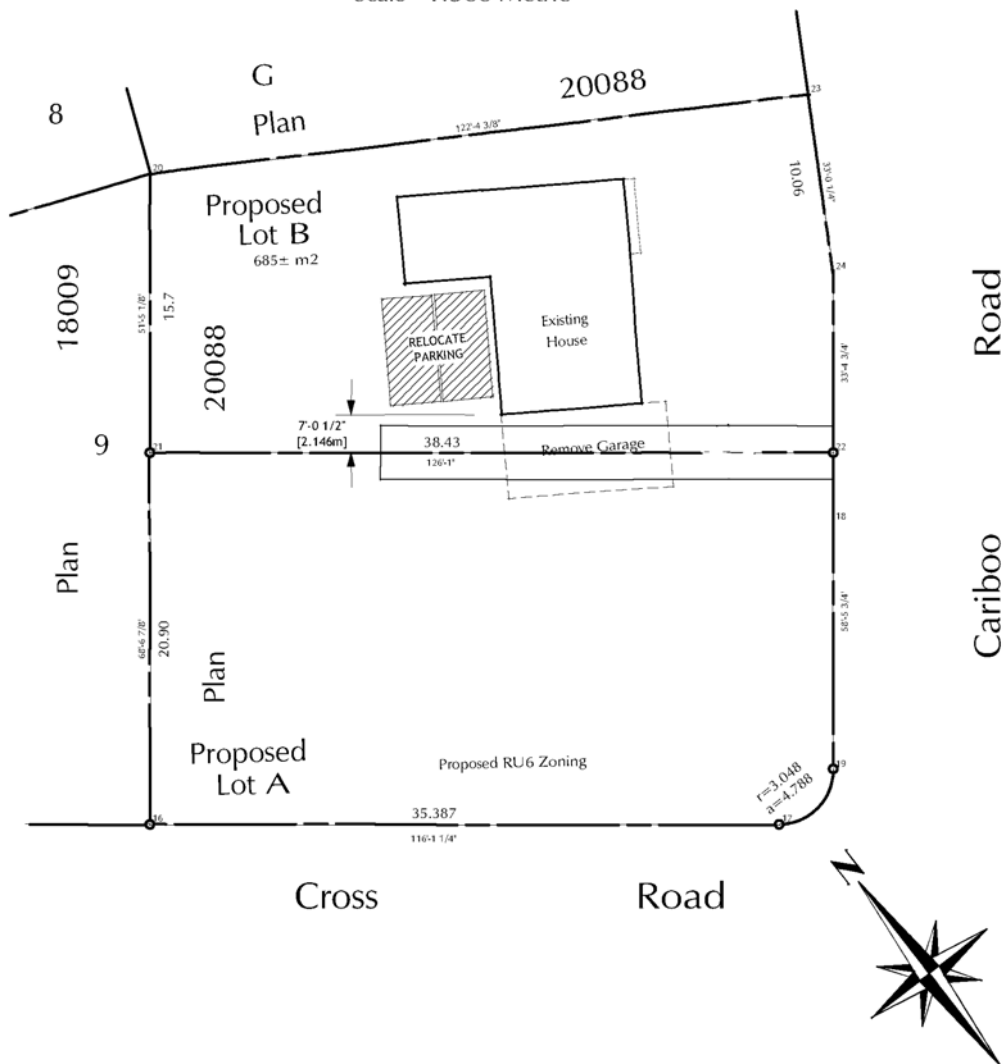 G
20088
8
Plan
122'-4 3/8"
23
20
10.06
33'-0 1/4"
Proposed
Lot B
685± m2
24
18009
51'-5 1/8"
15.7
20088
Existing
House
RELOCATE
PARKING
33'-4 3/4"
Road
7'-0 1/2"
[2.146m]
9
21
38.43
126'-1"
Remove Garage
22
18
Plan
68'-6 7/8"
20.90
Plan
58'-5 3/4"
Cariboo
Proposed
Lot A
Proposed RU6 Zoning
19
r=3.048
a=4.788
16
35.387
116'-1 1/4"
17
Cross Road
N